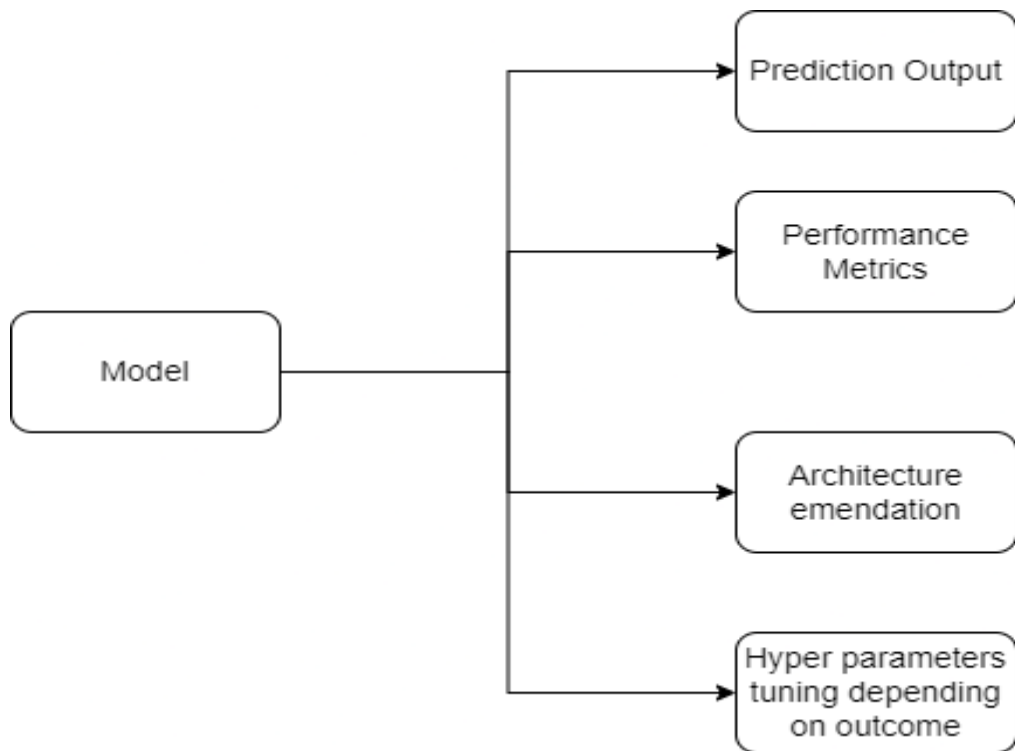 Prediction Output
Performance
Metrics
Model
Architecture
emendation
Hyper parameters
tuning depending
on outcome